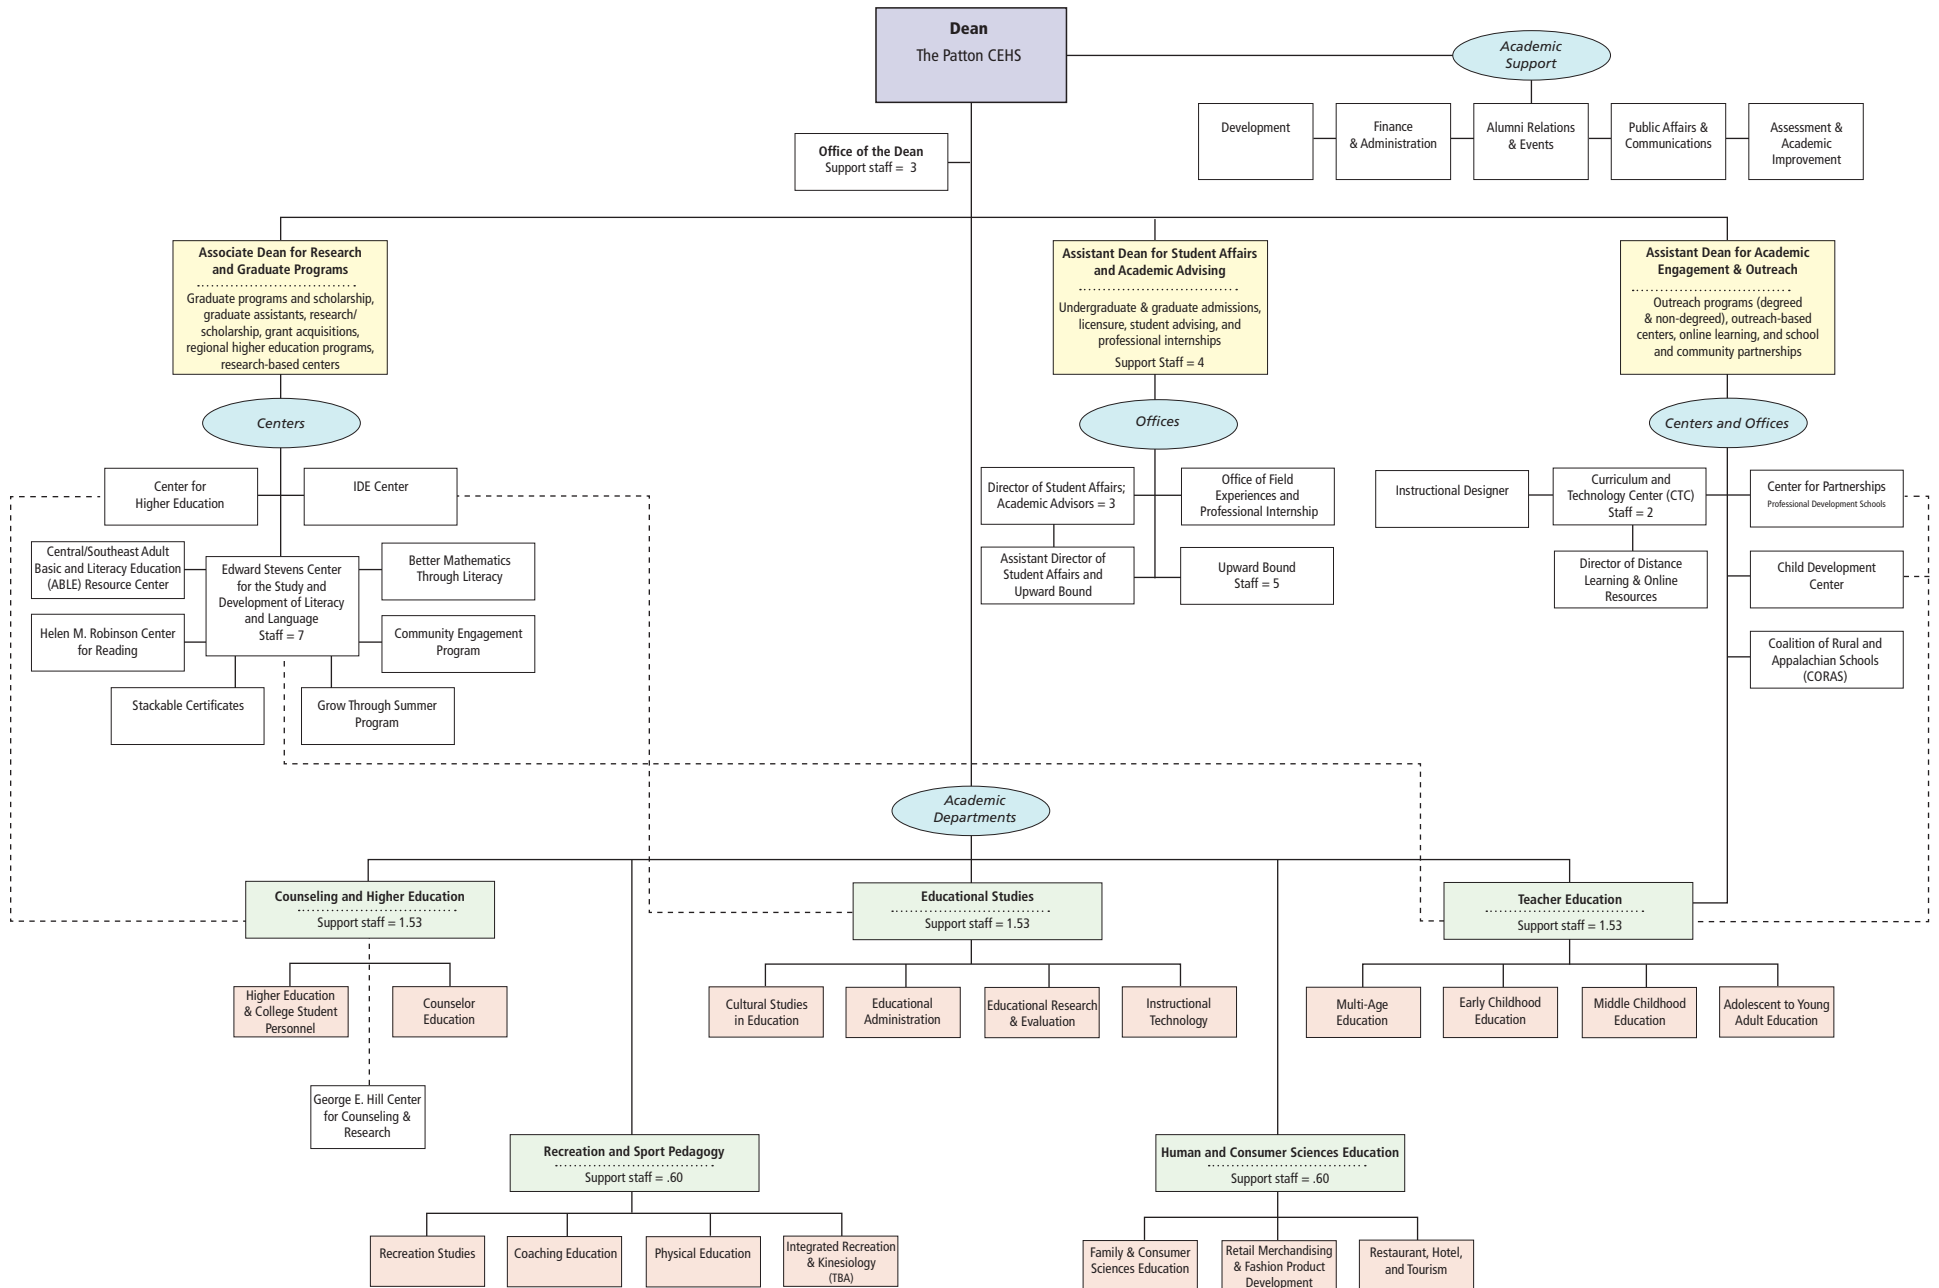 Dean
The Patton CEHS
Academic
Support
Development
Finance
& Administration
Alumni Relations
& Events
Public Affairs &
Communications
Assessment &
Academic
Improvement
Office of the Dean
Support staff = 3
Associate Dean for Research
and Graduate Programs
Graduate programs and scholarship,
graduate assistants, research/
scholarship, grant acquisitions,
regional higher education programs,
research-based centers
Assistant Dean for Student Affairs
and Academic Advising
Undergraduate & graduate admissions,
licensure, student advising, and
professional internships
Support Staff = 4
Assistant Dean for Academic
Engagement & Outreach
Outreach programs (degreed
& non-degreed), outreach-based
centers, online learning, and school
and community partnerships
Centers
Offices
Centers and Offices
Center for
Higher Education
IDE Center
Central/Southeast Adult
Basic and Literacy Education
(ABLE) Resource Center
Edward Stevens Center
for the Study and
Development of Literacy
and Language
Staff = 7
Better Mathematics
Through Literacy
Helen M. Robinson Center
for Reading
Community Engagement
Program
Stackable Certificates
Grow Through Summer
Program
Director of Student Affairs;
Academic Advisors = 3
Office of Field
Experiences and
Professional Internship
Assistant Director of
Student Affairs and
Upward Bound
Upward Bound
Staff = 5
Instructional Designer
Curriculum and
Technology Center (CTC)
Staff = 2
Center for Partnerships
Professional Development Schools
Director of Distance
Learning & Online
Resources
Child Development
Center
Coalition of Rural and
Appalachian Schools
(CORAS)
Academic
Departments
Counseling and Higher Education
Support staff = 1.53
Educational Studies
Support staff = 1.53
Teacher Education
Support staff = 1.53
Higher Education
& College Student
Personnel
Counselor
Education
Cultural Studies
in Education
Educational
Administration
Educational Research
& Evaluation
Instructional
Technology
Multi-Age
Education
Early Childhood
Education
Middle Childhood
Education
Adolescent to Young
Adult Education
George E. Hill Center
for Counseling &
Research
Recreation and Sport Pedagogy
Support staff = .60
Human and Consumer Sciences Education
Support staff = .60
Recreation Studies
Coaching Education
Physical Education
Integrated Recreation
& Kinesiology
(TBA)
Family & Consumer
Sciences Education
Retail Merchandising
& Fashion Product
Development
Restaurant, Hotel,
and Tourism